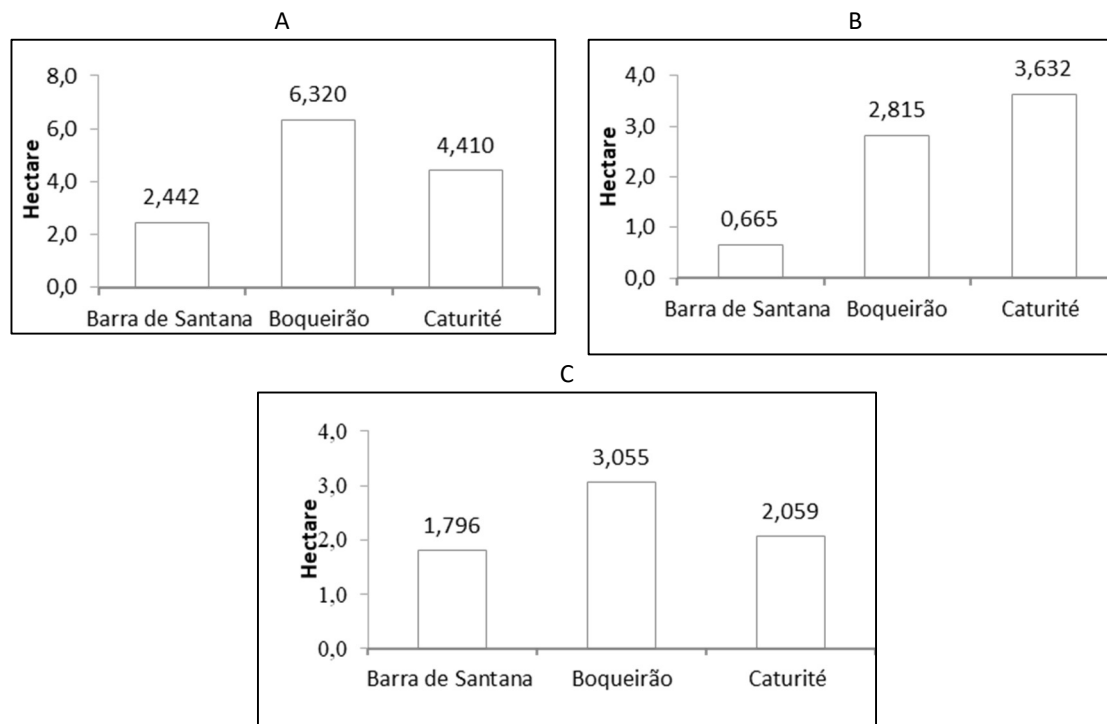 A
Hectare
8,0
6,0
4,0
2,0
0,0
2,442
6,320
4,410
Barra de Santana Boqueirão Caturité
B
Hectare
4,0
3,0
2,0
1,0
0,0
0,665
2,815
3,632
Barra de Santana Boqueirão Caturité
C
Hectare
4,0
3,0
2,0
1,0
0,0
1,796
3,055
2,059
Barra de Santana Boqueirão Caturité